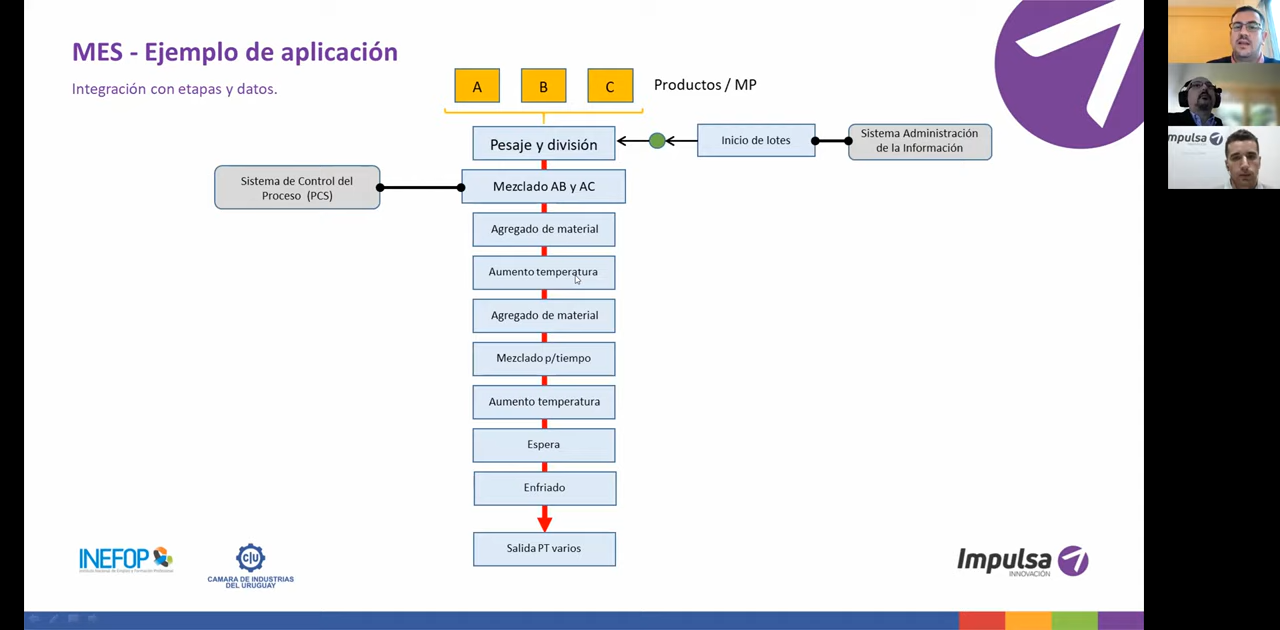 MES - Ejemplo de aplicación
Integración con etapas y datos.
A
B
C
Productos / MP
Pesaje y división
Inicio de lotes
Sistema Administración
de la Información
Sistema de Control del
Proceso (PCS)
Mezclado AB y AC
Agregado de material
Aumento temperatura
Agregado de material
Mezclado p/tiempo
Aumento temperatura
Espera
Enfriado
Salida PT varios
INEFOP
CIU
CAMARA DE INDUSTRIAS
DEL URUGUAY
Impulsa
INNOVACIÓN
Impulsa